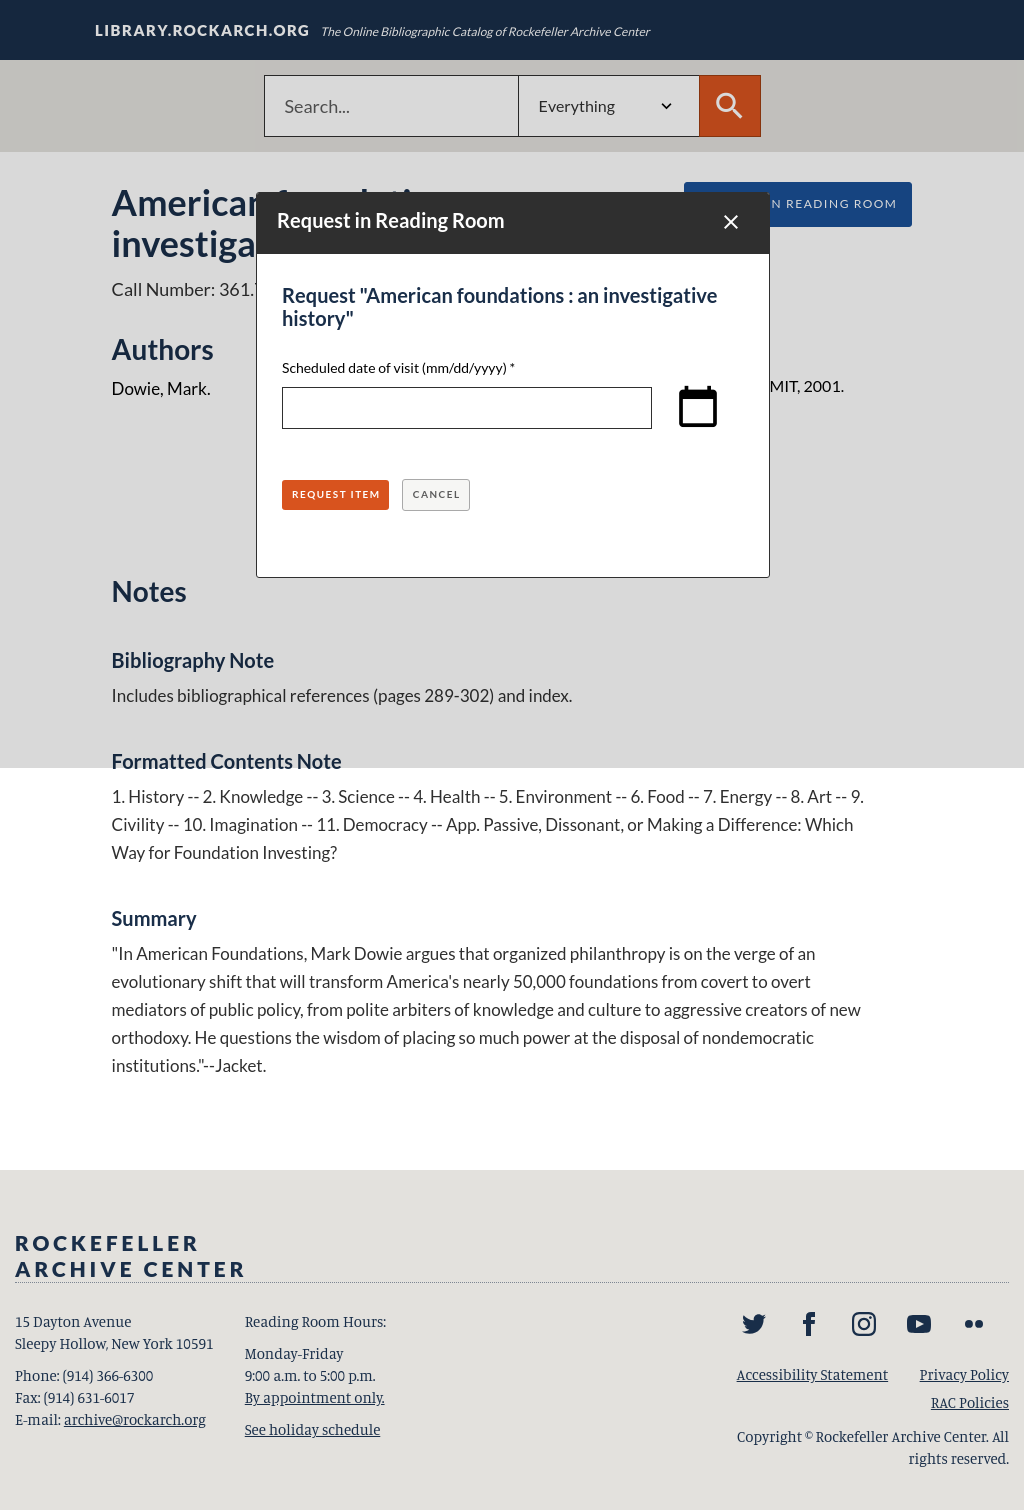 LIBRARY.ROCKARCH.ORG The Online Bibliographic Catalog of Rockefeller Archive Center
Search...
Everything
American
investiga
N READING ROOM
Call Number: 361.
Request in Reading Room
Request "American foundations : an investigative
history"
Scheduled date of visit (mm/dd/yyyy) *
REQUEST ITEM
CANCEL
Authors
Dowie, Mark.
MIT, 2001.
Notes
Bibliography Note
Includes bibliographical references (pages 289-302) and index.
Formatted Contents Note
1. History -- 2. Knowledge -- 3. Science -- 4. Health -- 5. Environment -- 6. Food -- 7. Energy -- 8. Art -- 9.
Civility -- 10. Imagination -- 11. Democracy -- App. Passive, Dissonant, or Making a Difference: Which
Way for Foundation Investing?
Summary
"In American Foundations, Mark Dowie argues that organized philanthropy is on the verge of an
evolutionary shift that will transform America's nearly 50,000 foundations from covert to overt
mediators of public policy, from polite arbiters of knowledge and culture to aggressive creators of new
orthodoxy. He questions the wisdom of placing so much power at the disposal of nondemocratic
institutions."--Jacket.
ROCKEFELLER
ARCHIVE CENTER
15 Dayton Avenue
Sleepy Hollow, New York 10591
Phone: (914) 366-6300
Fax: (914) 631-6017
E-mail: archive@rockarch.org
Reading Room Hours:
Monday-Friday
9:00 a.m. to 5:00 p.m.
By appointment only.
See holiday schedule
Accessibility Statement
Privacy Policy
RAC Policies
Copyright © Rockefeller Archive Center. All
rights reserved.